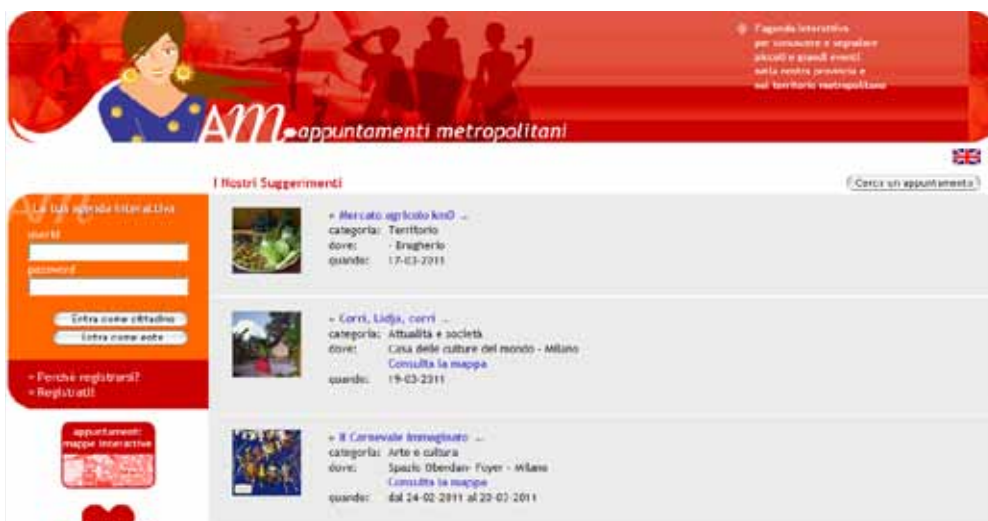 l'agenda interattiva
per conoscere e segnalare
piccoli e grandi eventi
nella nostra provincia e
sul territorio metropolitano
AM appuntamenti metropolitani
I Nostri Suggerimenti
Cerca un appuntamento
La tua agenda interattiva
userId
password
Entra come cittadino
Entra come ente
» Perchè registrarsi?
» Registrati!
appuntamenti:
mappe interattive
» Mercato agricolo km0 ...
categoria: Territorio
dove: - Brugherio
quando: 17-03-2011
» Corri, Lidja, corri ...
categoria: Attualità e società
dove: Casa delle culture del mondo - Milano
Consulta la mappa
quando: 19-03-2011
» Il Carnevale Immaginato ...
categoria: Arte e cultura
dove: Spazio Oberdan- Foyer - Milano
Consulta la mappa
quando: dal 24-02-2011 al 20-03-2011